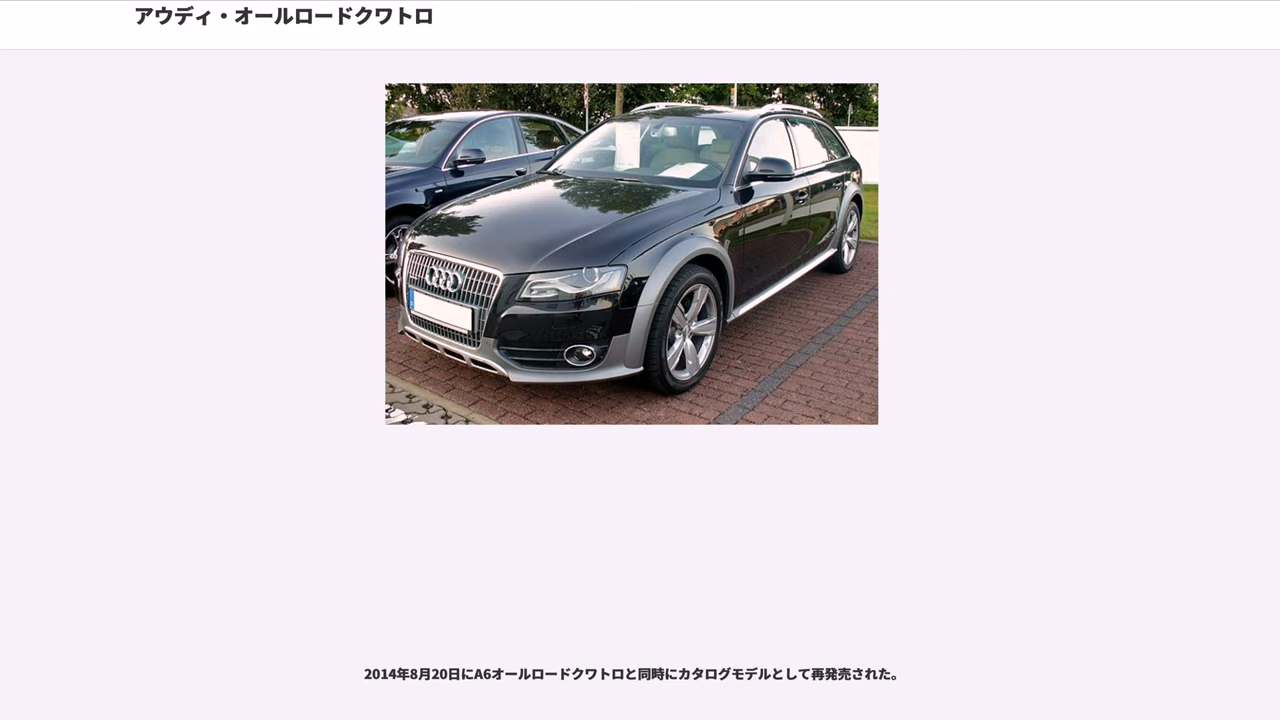 アウディ・オールロードクワトロ
2014年8月20日にA6オールロードクワトロと同時にカタログモデルとして再発売された。